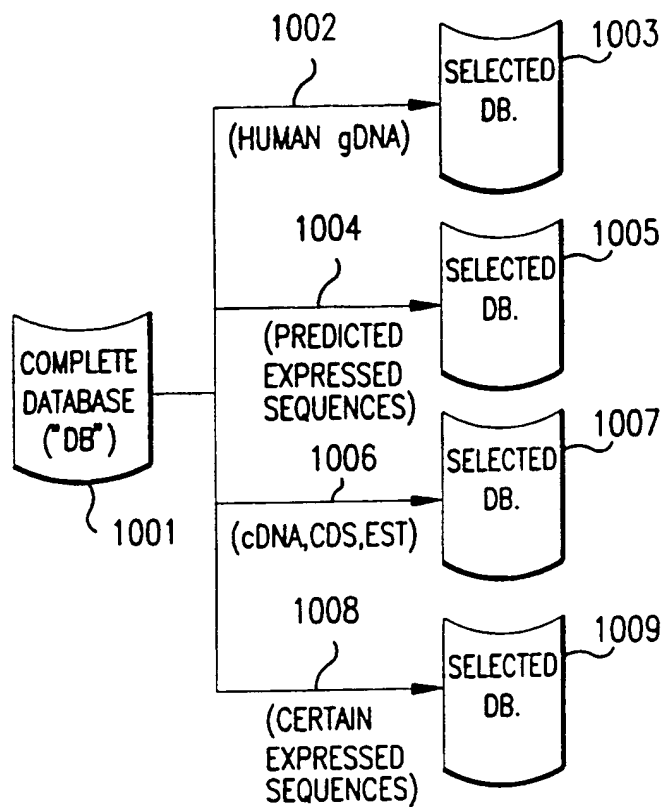 1002
1003
SELECTED
DB.
(HUMAN gDNA)
1004
1005
SELECTED
DB.
(PREDICTED
EXPRESSED
SEQUENCES)
COMPLETE
DATABASE
("DB")
1001
1006
1007
SELECTED
DB.
(cDNA,CDS,EST)
1008
1009
SELECTED
DB.
(CERTAIN
EXPRESSED
SEQUENCES)